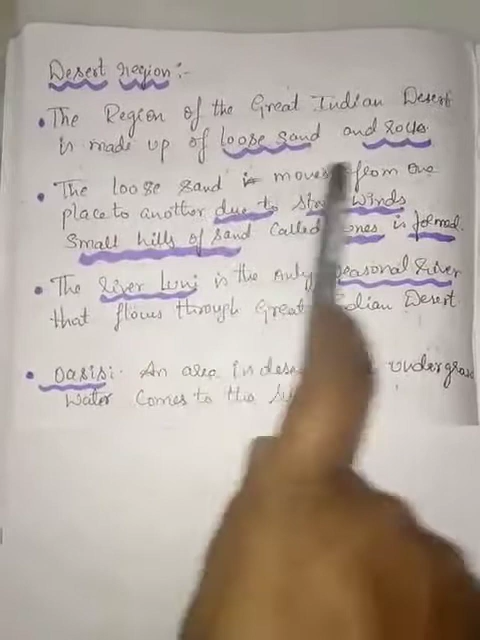 Desert region:-
• The Region of the Great Indian Desert
is made up of loose sand and rocks.
• The loose sand is moves from one
place to another due to winds
Small hills of sand called is formed.
• The River Luni is the only seasonal River
that flows through Great Indian Desert
• Oasis:- An area in Water comes to the